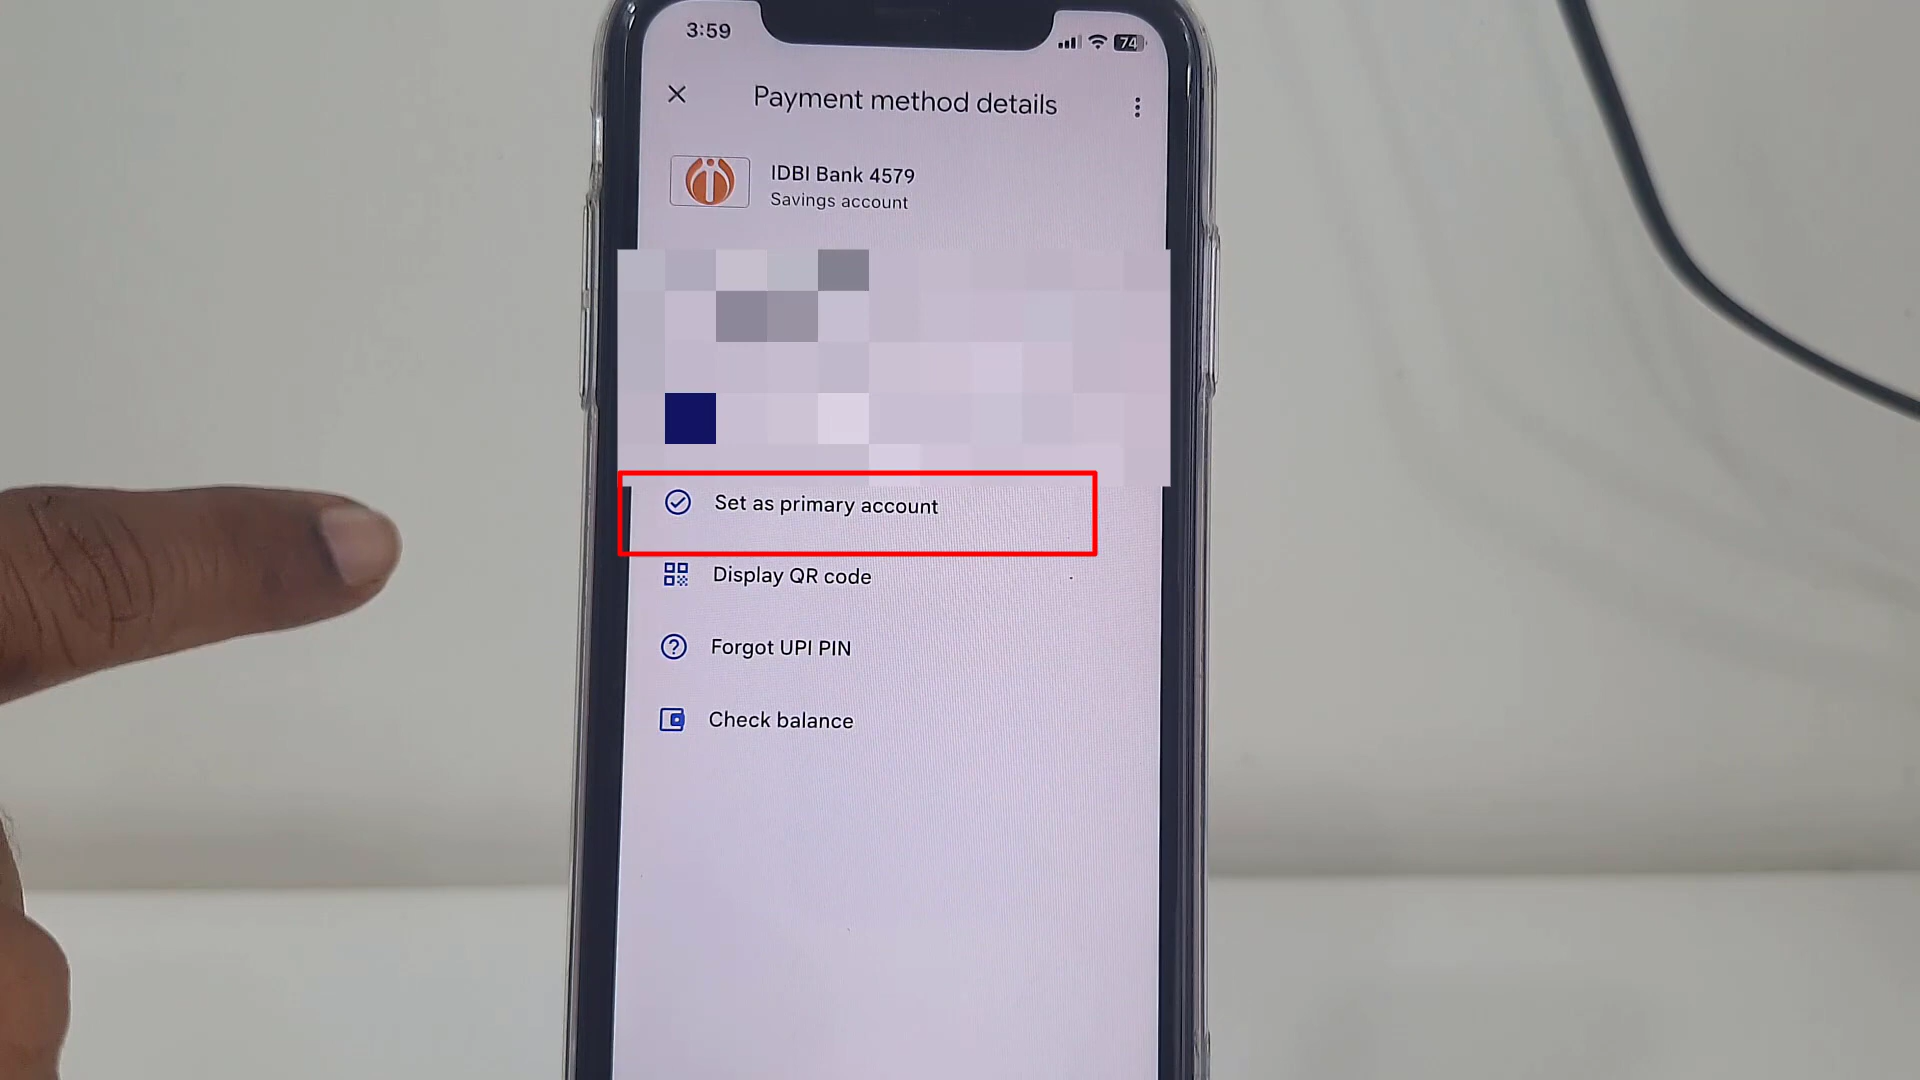 3:59
74
Payment method details
IDBI Bank 4579
Savings account
Set as primary account
Display QR code
Forgot UPI PIN
Check balance